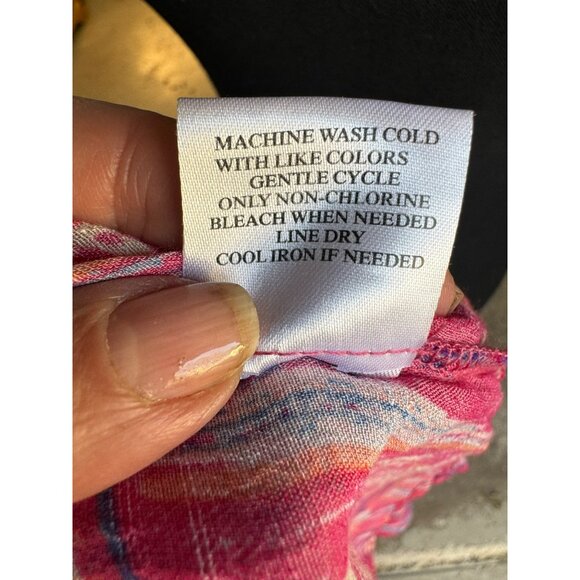 MACHINE WASH COLD
WITH LIKE COLORS
GENTLE CYCLE
ONLY NON-CHLORINE
BLEACH WHEN NEEDED
LINE DRY
COOL IRON IF NEEDED